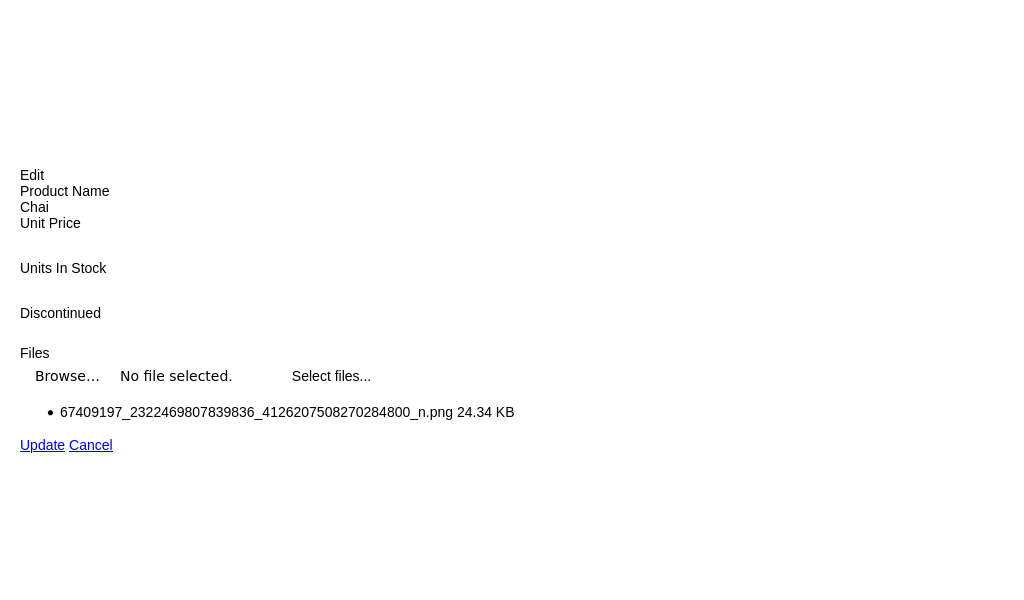 Edit
Product Name
Chai
Unit Price
Units In Stock
Discontinued
Files
Browse... No file selected. Select files...
• 67409197_2322469807839836_4126207508270284800_n.png 24.34 KB
Update Cancel